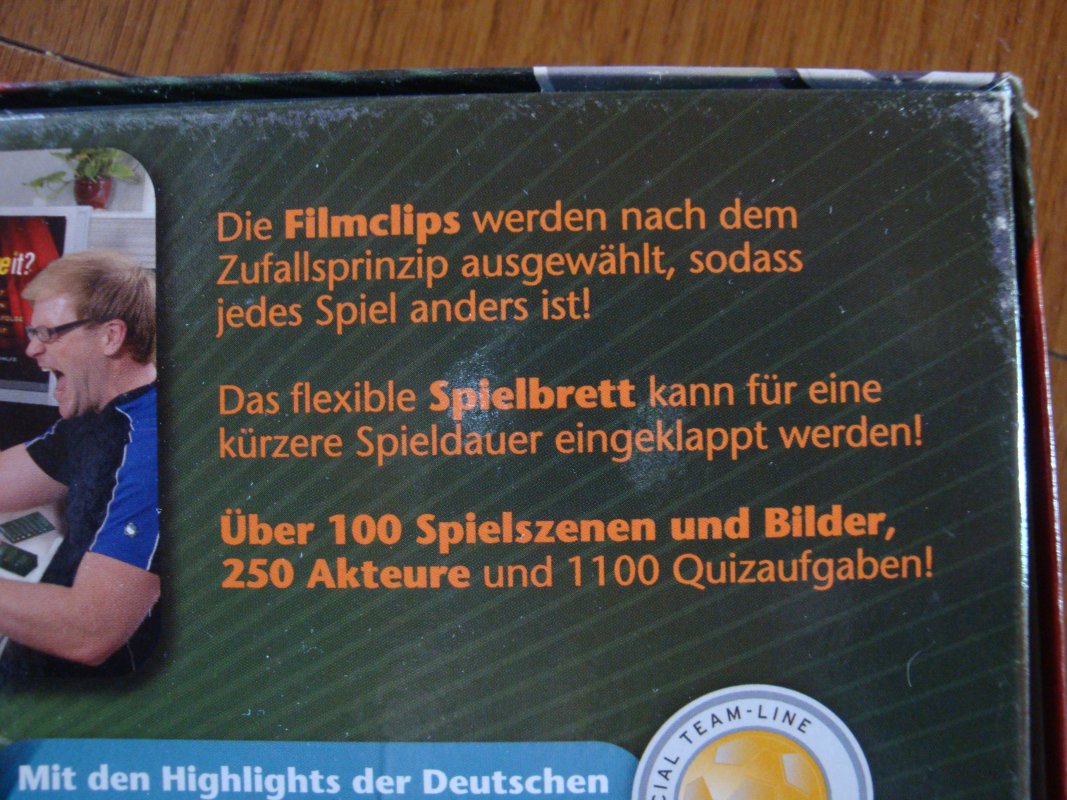 eit?
Die Filmclips werden nach dem
Zufallsprinzip ausgewählt, sodass
jedes Spiel anders ist!
Das flexible Spielbrett kann für eine
kürzere Spieldauer eingeklappt werden!
Über 100 Spielszenen und Bilder,
250 Akteure und 1100 Quizaufgaben!
CIAL TEAM-LINE
Mit den Highlights der Deutschen